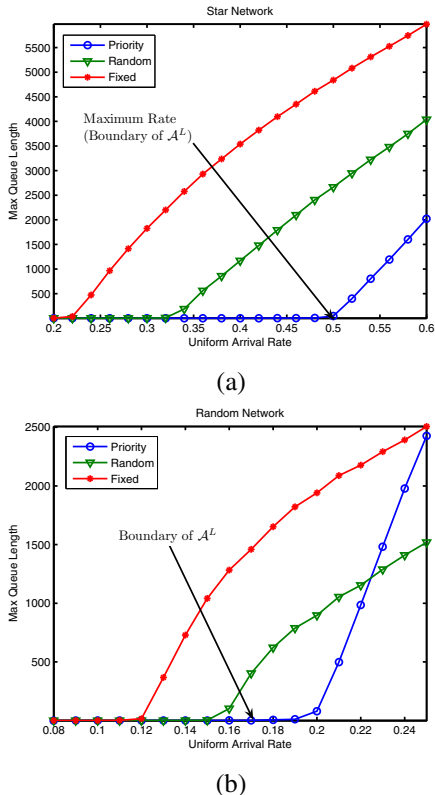 Star Network
Max Queue Length
5500
5000
4500
4000
3500
3000
2500
2000
1500
1000
500
Priority
Random
Fixed
Maximum Rate
(Boundary of 𝒜ᴸ)
0.2 0.25 0.3 0.35 0.4 0.45 0.5 0.55 0.6
Uniform Arrival Rate
(a)
Random Network
Max Queue Length
2500
2000
1500
1000
500
Priority
Random
Fixed
Boundary of 𝒜ᴸ
0.08 0.1 0.12 0.14 0.16 0.18 0.2 0.22 0.24
Uniform Arrival Rate
(b)